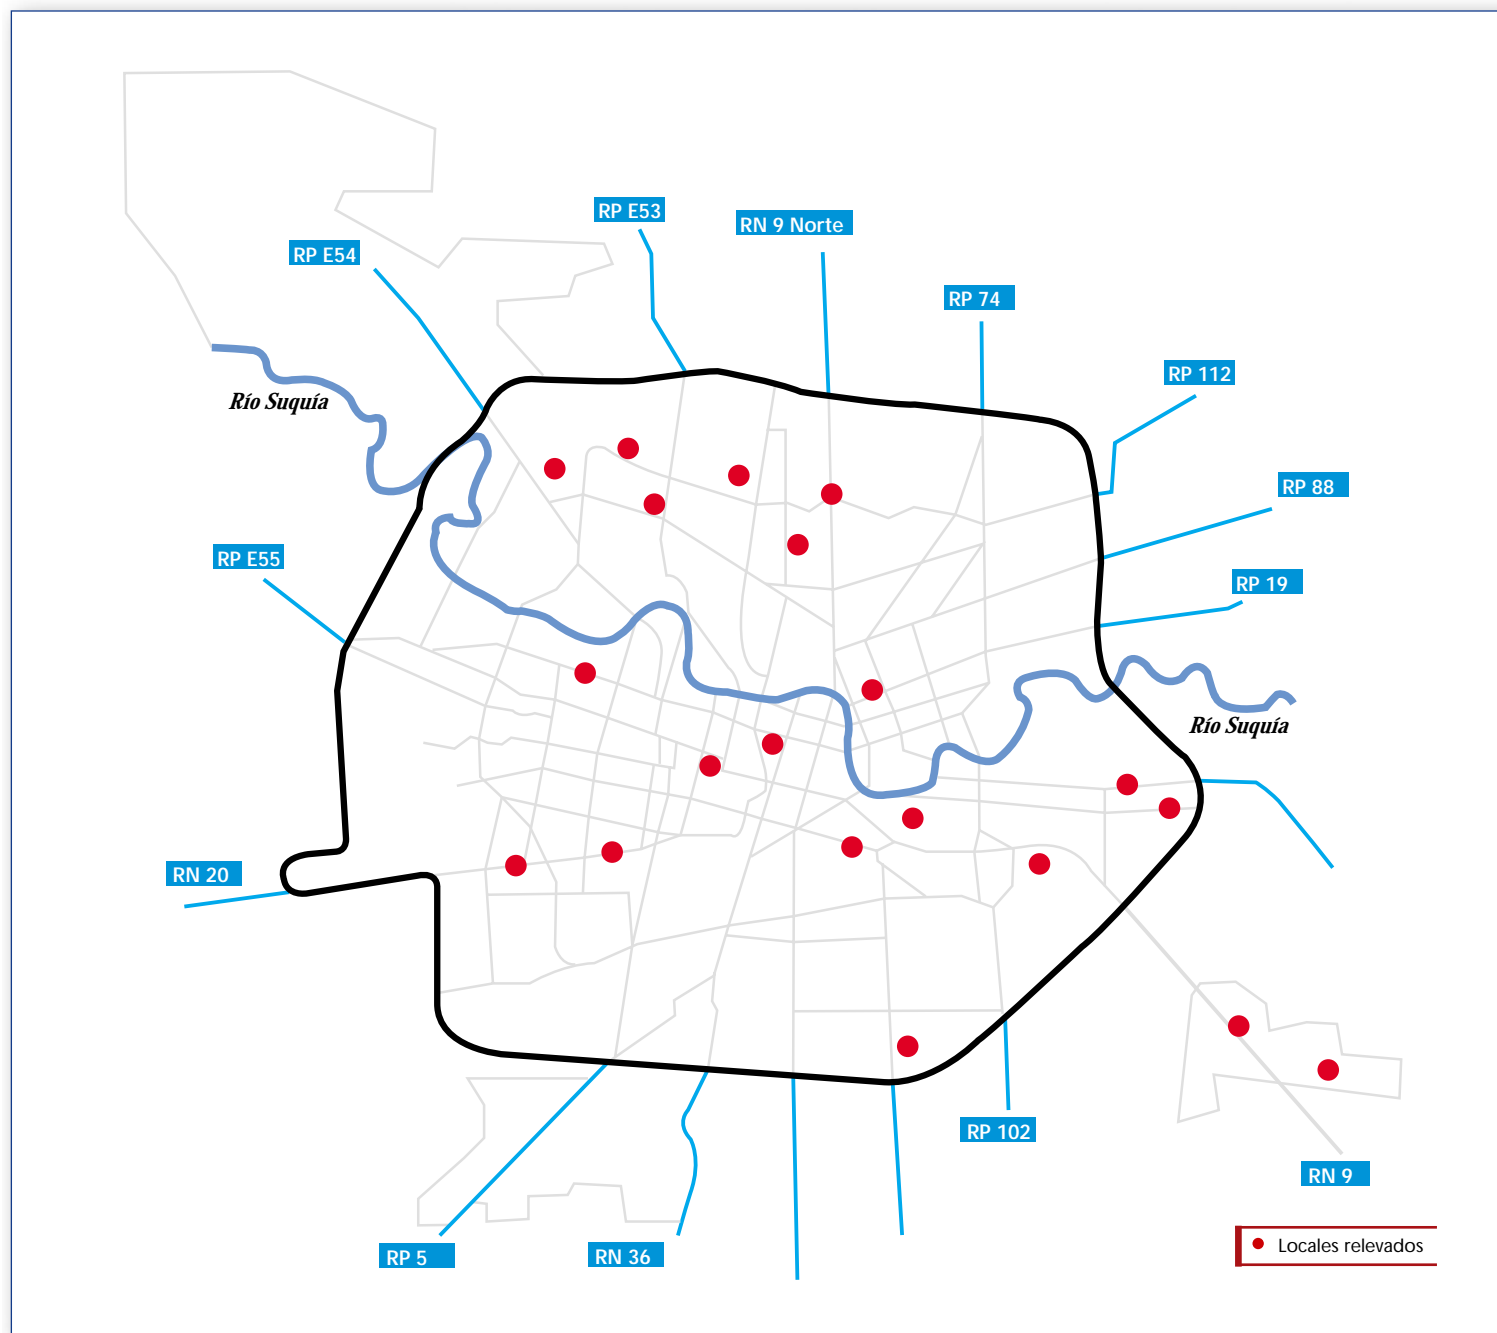 RP E53
RN 9 Norte
RP E54
RP 74
RP 112
Río Suquía
RP 88
RP E55
RP 19
Río Suquía
RN 20
RP 102
RN 9
RP 5
RN 36
Locales relevados